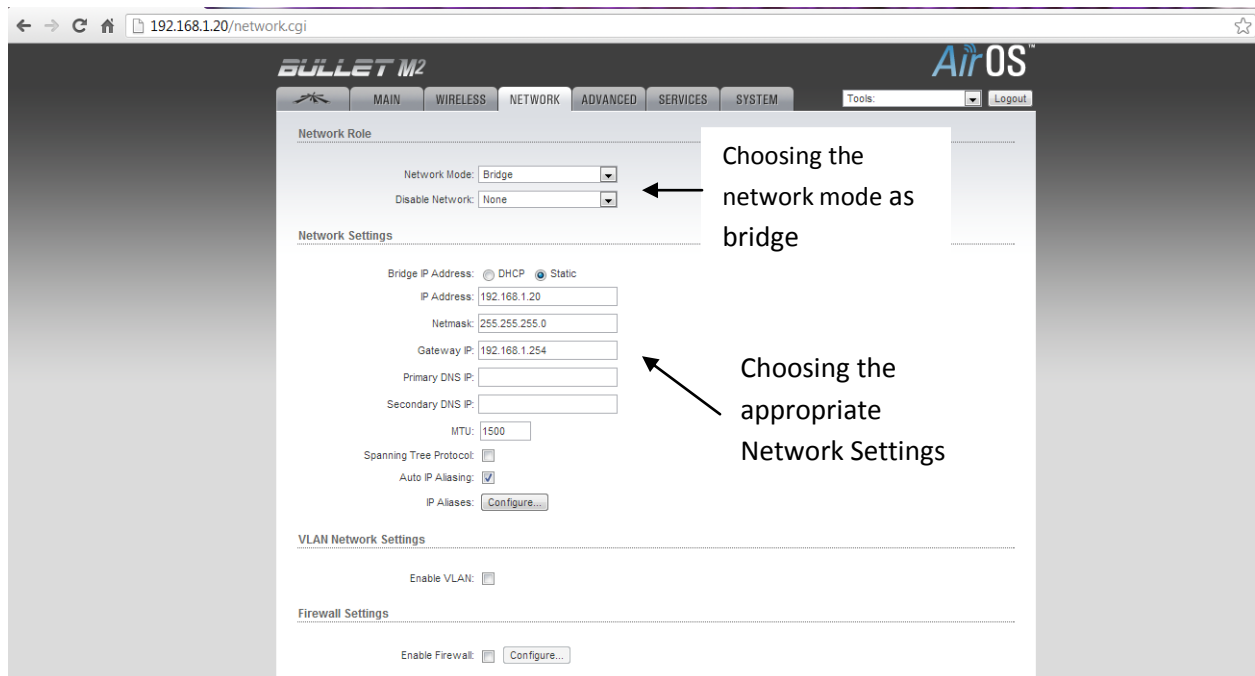 192.168.1.20/network.cgi
BULLET M2
AirOS™
MAIN WIRELESS NETWORK ADVANCED SERVICES SYSTEM Tools: Logout
Network Role
Network Mode: Bridge
Disable Network: None
Choosing the
network mode as
bridge
Network Settings
Bridge IP Address: DHCP Static
IP Address: 192.168.1.20
Netmask: 255.255.255.0
Gateway IP: 192.168.1.254
Primary DNS IP:
Secondary DNS IP:
MTU: 1500
Spanning Tree Protocol:
Auto IP Aliasing:
IP Aliases: Configure...
Choosing the
appropriate
Network Settings
VLAN Network Settings
Enable VLAN:
Firewall Settings
Enable Firewall: Configure...